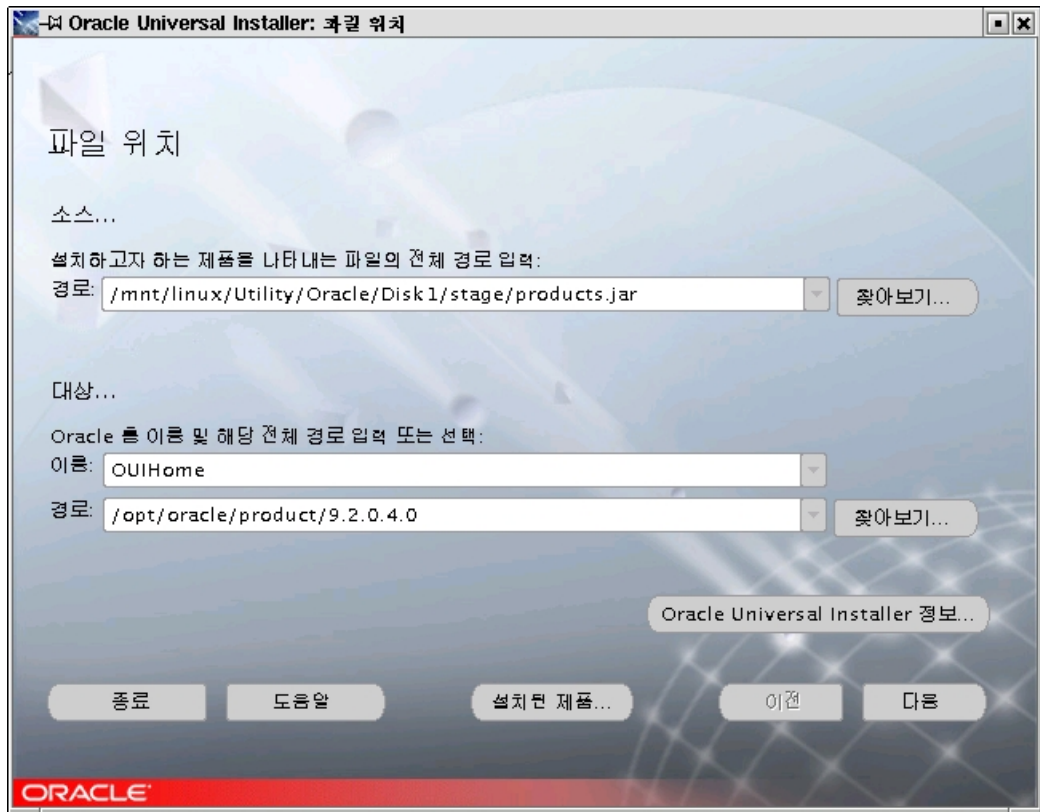 Oracle Universal Installer: 파일 위치
파일 위치
소스...
설치하고자 하는 제품을 나타내는 파일의 전체 경로 입력:
경로: /mnt/linux/Utility/Oracle/Disk1/stage/products.jar 찾아보기...
대상...
Oracle 홈 이름 및 해당 전체 경로 입력 또는 선택:
이름: OUIHome
경로: /opt/oracle/product/9.2.0.4.0 찾아보기...
Oracle Universal Installer 정보...
종료 도움말 설치된 제품... 이전 다음
ORACLE